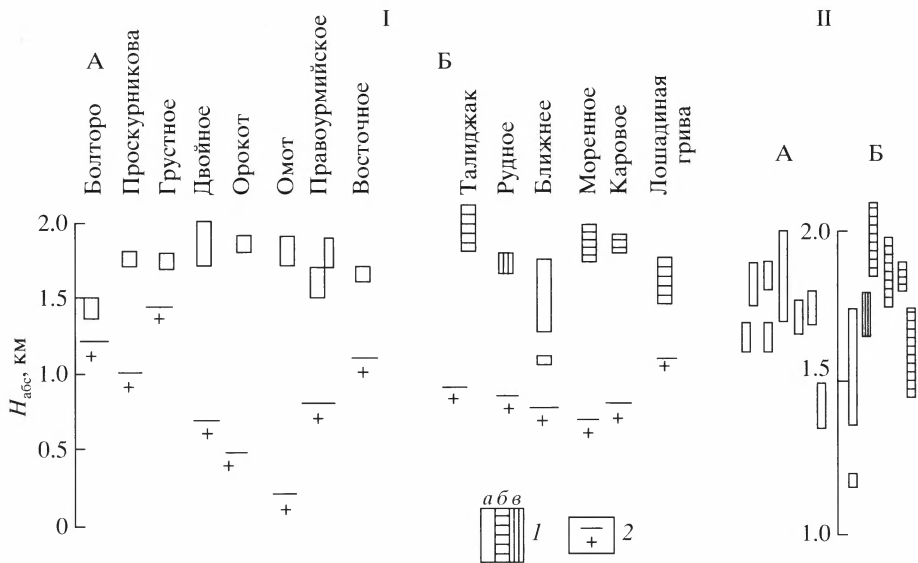 I
II
А
Болторо
Проскурникова
Грустное
Двойное
Орокот
Омот
Правоурмийское
Восточное
Б
Талиджак
Рудное
Ближнее
Моренное
Каровое
Лошадиная
грива
А
Б
Hабс, км
2.0
1.5
1.0
0.5
0
2.0
1.5
1.0
а б в
1
2